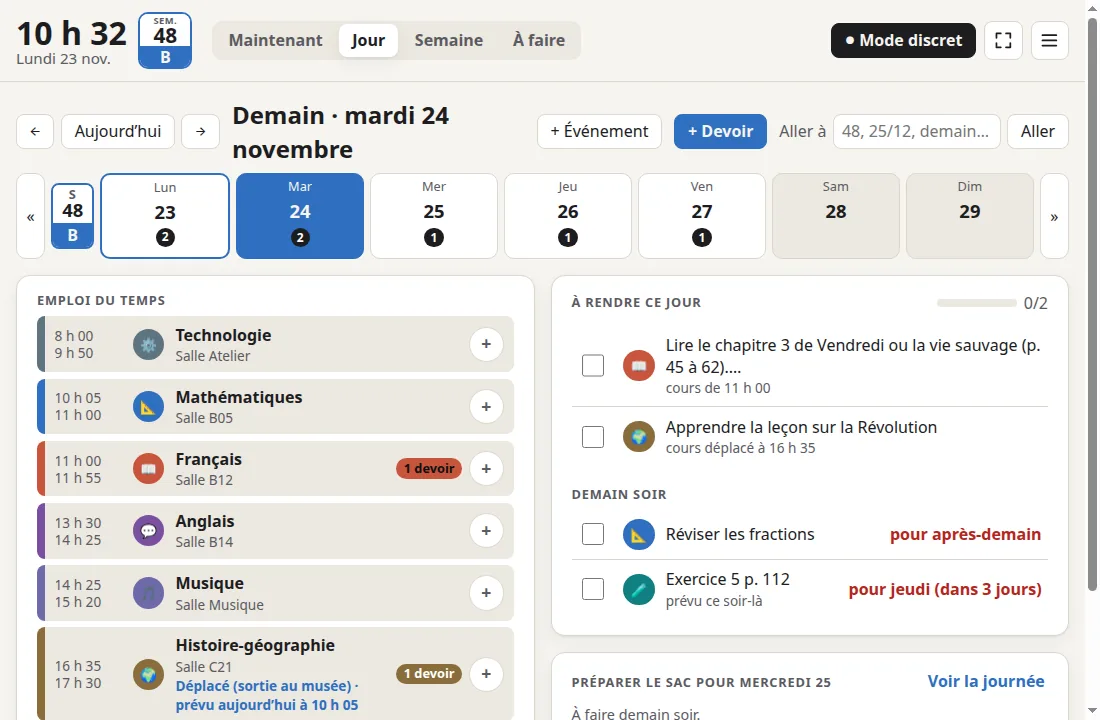 10 h 32
Lundi 23 nov.
SEM.
48
B
Maintenant
Jour
Semaine
À faire
Mode discret
←
Aujourd'hui
→
Demain · mardi 24
novembre
+ Événement
+ Devoir
Aller à
48, 25/12, demain...
Aller
«
S
48
B
Lun
23
2
Mar
24
2
Mer
25
1
Jeu
26
1
Ven
27
1
Sam
28
Dim
29
»
EMPLOI DU TEMPS
8 h 00
9 h 50
Technologie
Salle Atelier
+
10 h 05
11 h 00
Mathématiques
Salle B05
+
11 h 00
11 h 55
Français
Salle B12
1 devoir
+
13 h 30
14 h 25
Anglais
Salle B14
+
14 h 25
15 h 20
Musique
Salle Musique
+
16 h 35
17 h 30
Histoire-géographie
Salle C21
Déplacé (sortie au musée) ·
prévu aujourd'hui à 10 h 05
1 devoir
+
À RENDRE CE JOUR
0/2
Lire le chapitre 3 de Vendredi ou la vie sauvage (p.
45 à 62)....
cours de 11 h 00
Apprendre la leçon sur la Révolution
cours déplacé à 16 h 35
DEMAIN SOIR
Réviser les fractions
pour après-demain
Exercice 5 p. 112
prévu ce soir-là
pour jeudi (dans 3 jours)
PRÉPARER LE SAC POUR MERCREDI 25
Voir la journée
À faire demain soir.